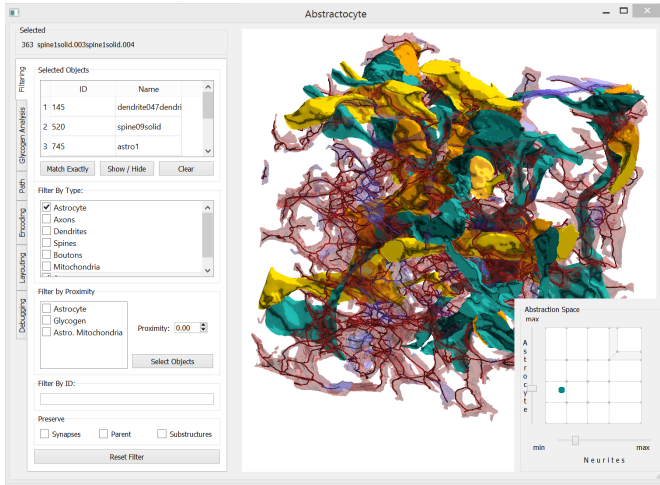 Abstractocyte
Selected
363 spine1solid.003spine1solid.004
Filtering
Glycogen Analysis
Path
Encoding
Layouting
Debugging
Selected Objects
ID Name
1 145 dendrite047dendri
2 520 spine09solid
3 745 astro1
Match Exactly Show / Hide Clear
Filter By Type:
Astrocyte
Axons
Dendrites
Spines
Boutons
Mitochondria
Filter by Proximity
Astrocyte
Glycogen
Astro. Mitochondria
Proximity: 0.00
Select Objects
Filter By ID:
Preserve
Synapses Parent Substructures
Reset Filter
Abstraction Space
max
Astrocyte
min max
Neurites